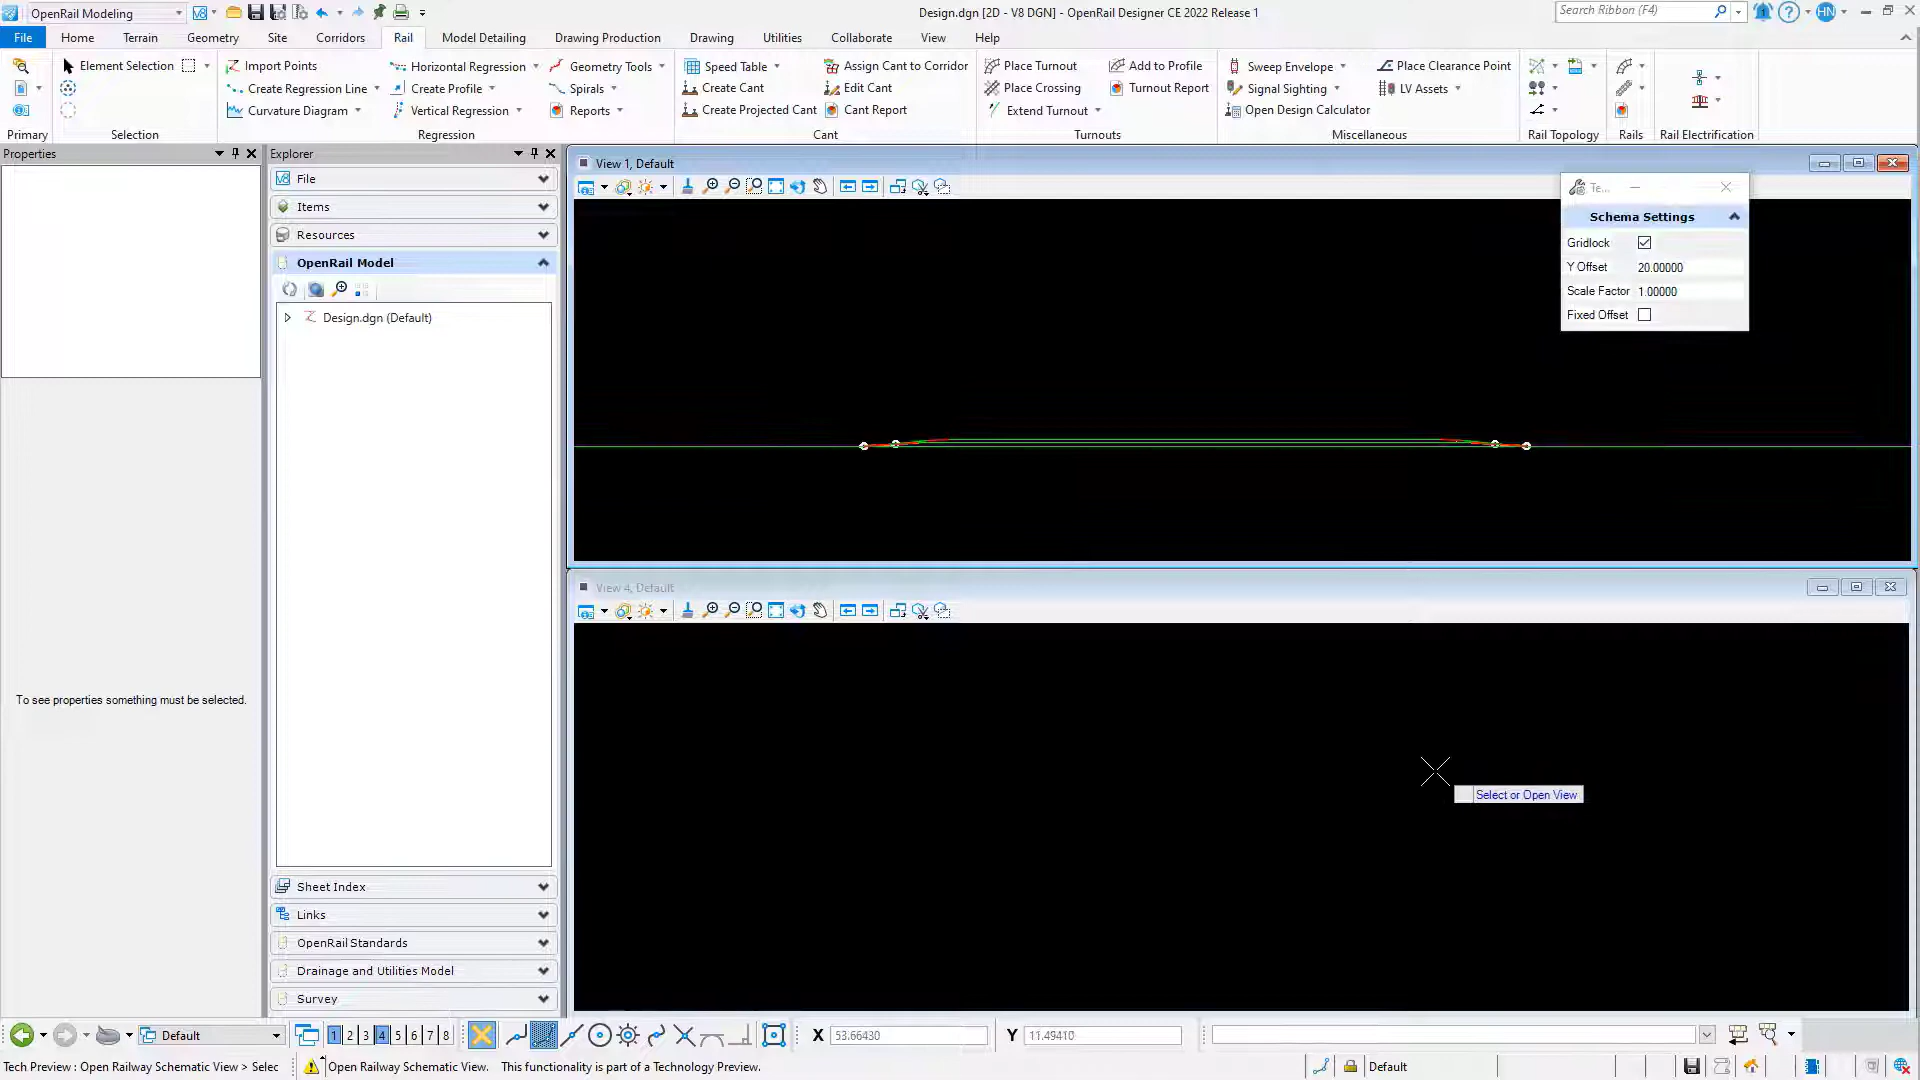 OpenRail Modeling
Design.dgn [2D - V8 DGN] - OpenRail Designer CE 2022 Release 1
Search Ribbon (F4)
HN
File Home Terrain Geometry Site Corridors Rail Model Detailing Drawing Production Drawing Utilities Collaborate View Help
Element Selection Import Points Horizontal Regression Geometry Tools Speed Table Assign Cant to Corridor Place Turnout Add to Profile Sweep Envelope Place Clearance Point
Create Regression Line Create Profile Spirals Create Cant Edit Cant Place Crossing Turnout Report Signal Sighting LV Assets
Curvature Diagram Vertical Regression Reports Create Projected Cant Cant Report Extend Turnout Open Design Calculator
Primary Selection Regression Cant Turnouts Miscellaneous Rail Topology Rails Rail Electrification
Properties
Explorer
View 1, Default
File
Items
Resources
OpenRail Model
Design.dgn (Default)
Te...
Schema Settings
Gridlock
Y Offset 20.00000
Scale Factor 1.00000
Fixed Offset
View 4, Default
To see properties something must be selected.
Select or Open View
Sheet Index
Links
OpenRail Standards
Drainage and Utilities Model
Survey
Default 1 2 3 4 5 6 7 8 X 53.66430 Y 11.49410
Tech Preview : Open Railway Schematic View > Selec Open Railway Schematic View. This functionality is part of a Technology Preview. Default